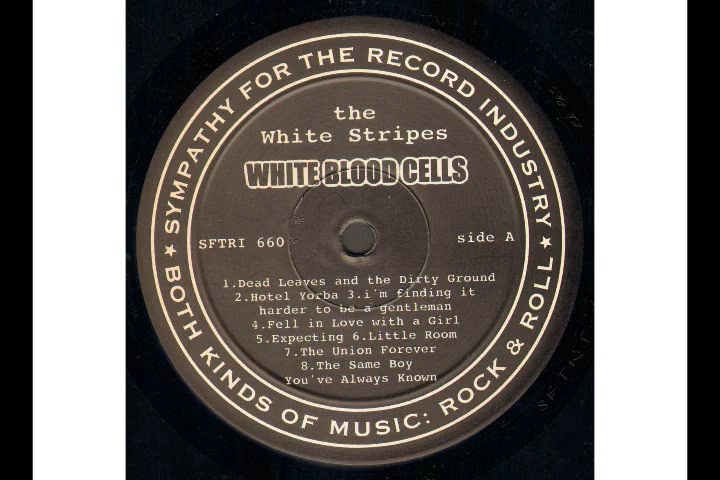 SYMPATHY FOR THE RECORD INDUSTRY
★ BOTH KINDS OF MUSIC: ROCK & ROLL ★
the
White Stripes
WHITE BLOOD CELLS
SFTRI 660
side A
1.Dead Leaves and the Dirty Ground
2.Hotel Yorba 3.i'm finding it
harder to be a gentleman
4.Fell in Love with a Girl
5.Expecting 6.Little Room
7.The Union Forever
8.The Same Boy
You've Always Known
SFTRI